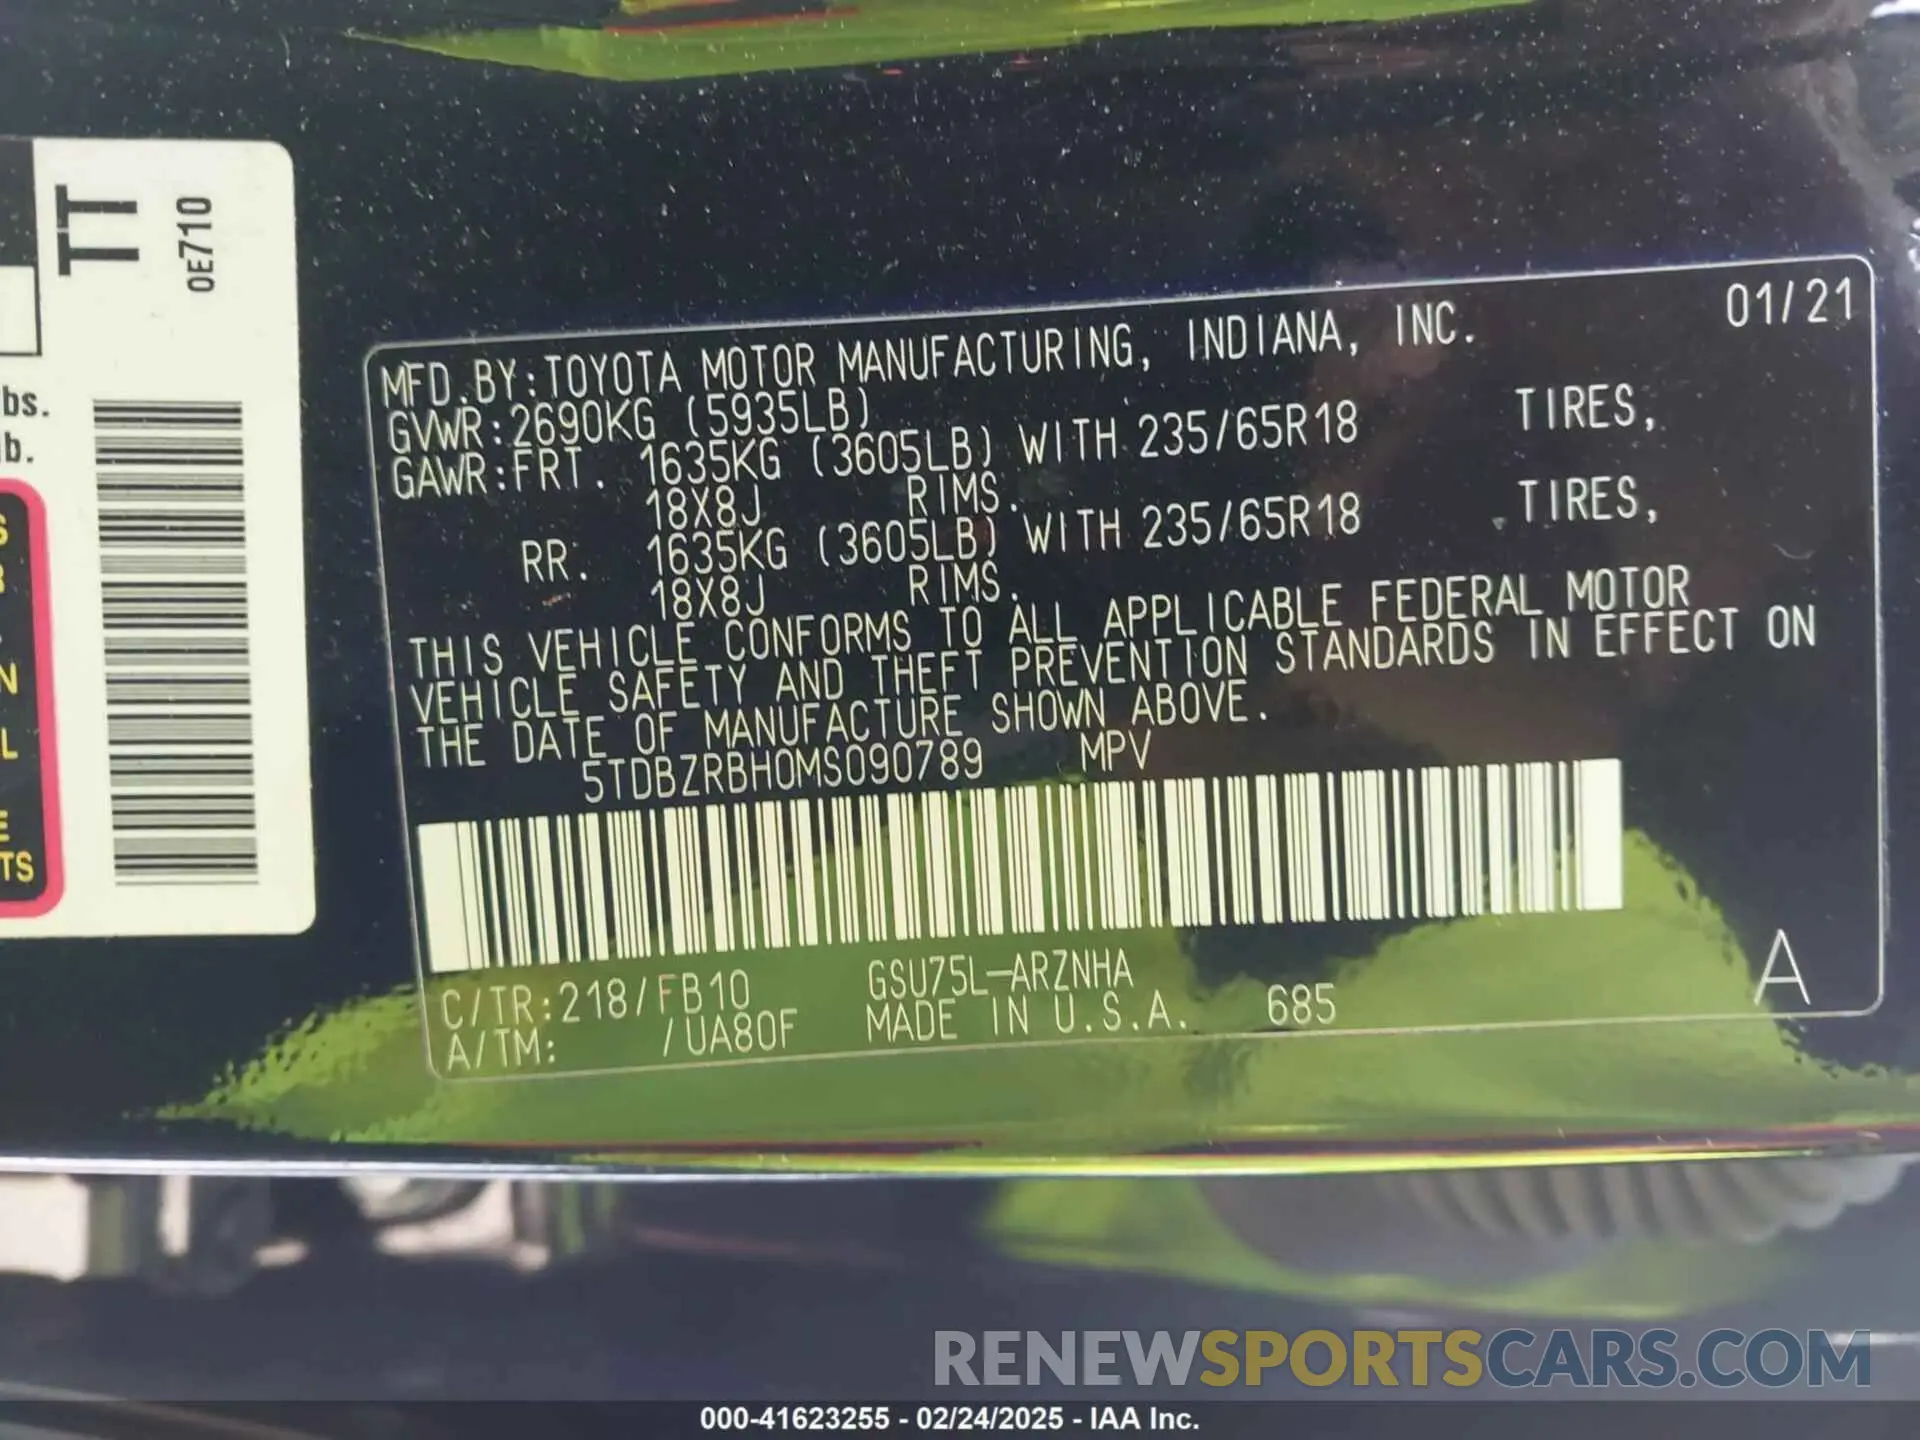 TT
0E710
bs.
b.
S
N
L
E
TS
01/21
MFD.BY:TOYOTA MOTOR MANUFACTURING, INDIANA, INC.
GVWR:2690KG (5935LB)
GAWR:FRT. 1635KG (3605LB) WITH 235/65R18 TIRES,
18X8J RIMS.
RR: 1635KG (3605LB) WITH 235/65R18 TIRES,
18X8J RIMS.
THIS VEHICLE CONFORMS TO ALL APPLICABLE FEDERAL MOTOR
VEHICLE SAFETY AND THEFT PREVENTION STANDARDS IN EFFECT ON
THE DATE OF MANUFACTURE SHOWN ABOVE.
5TDBZRBH0MS090789 MPV
C/TR:218/FB10 GSU75L-ARZNHA
A/TM: /UA80F MADE IN U.S.A. 685 A
RENEWSPORTSCARS.COM
000-41623255 - 02/24/2025 - IAA Inc.